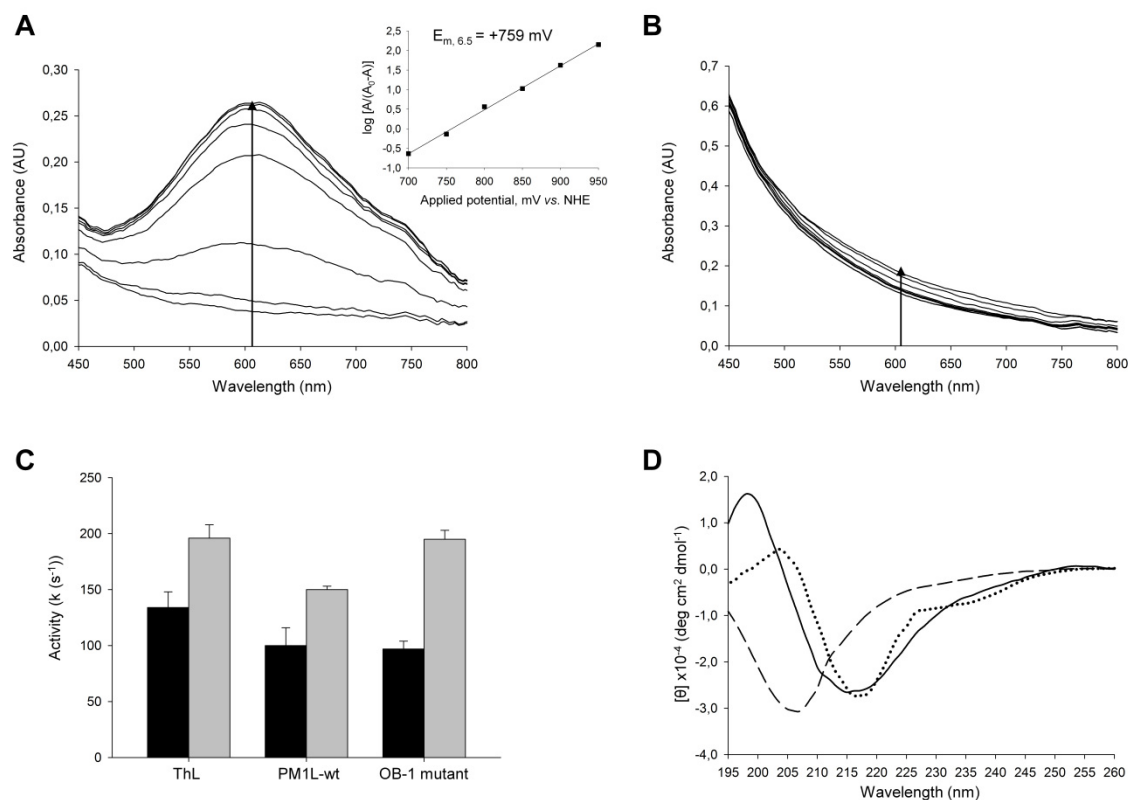 A
E_m, 6.5 = +759 mV
2,5
2,0
1,5
1,0
0,5
0,0
-0,5
-1,0
log [A/(A₀-A)]
700 750 800 850 900 950
Applied potential, mV vs. NHE
0,30
0,25
0,20
0,15
0,10
0,05
0,00
Absorbance (AU)
450 500 550 600 650 700 750 800
Wavelength (nm)
B
0,7
0,6
0,5
0,4
0,3
0,2
0,1
0,0
Absorbance (AU)
450 500 550 600 650 700 750 800
Wavelength (nm)
C
250
200
150
100
50
0
Activity (k (s⁻¹))
ThL PM1L-wt OB-1 mutant
D
2,0
1,0
0,0
-1,0
-2,0
-3,0
-4,0
[θ] x10⁻⁴ (deg cm² dmol⁻¹)
195 200 205 210 215 220 225 230 235 240 245 250 255 260
Wavelength (nm)